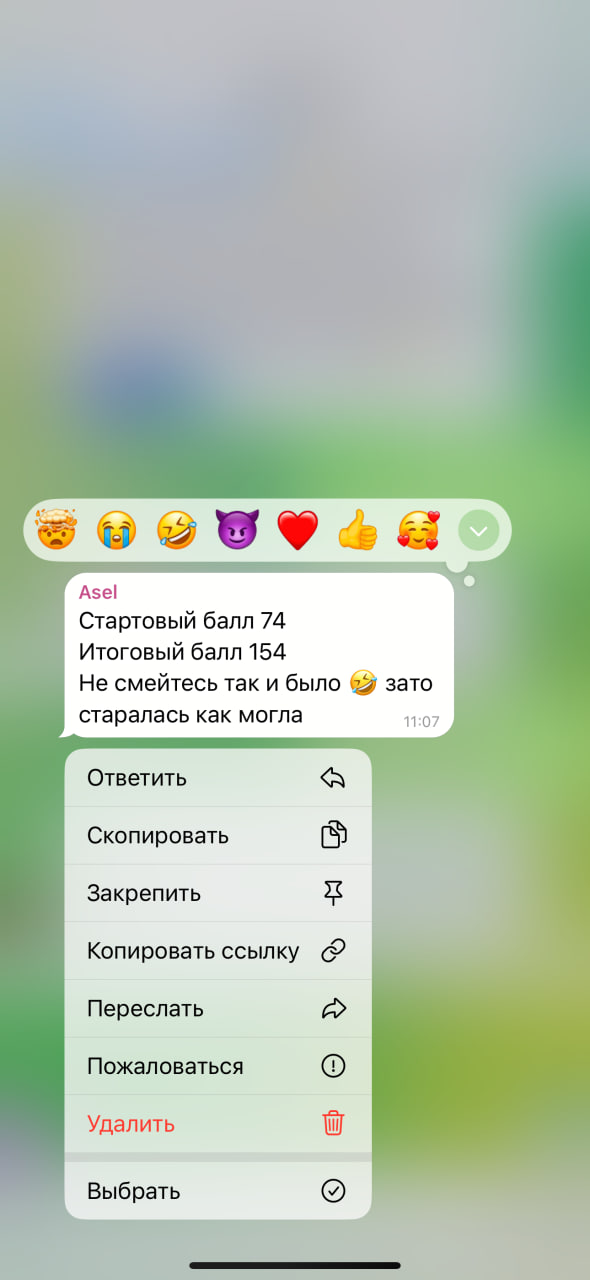 Asel
Стартовый балл 74
Итоговый балл 154
Не смейтесь так и было 🤣 зато
старалась как могла
11:07
Ответить
Скопировать
Закрепить
Копировать ссылку
Переслать
Пожаловаться
Удалить
Выбрать